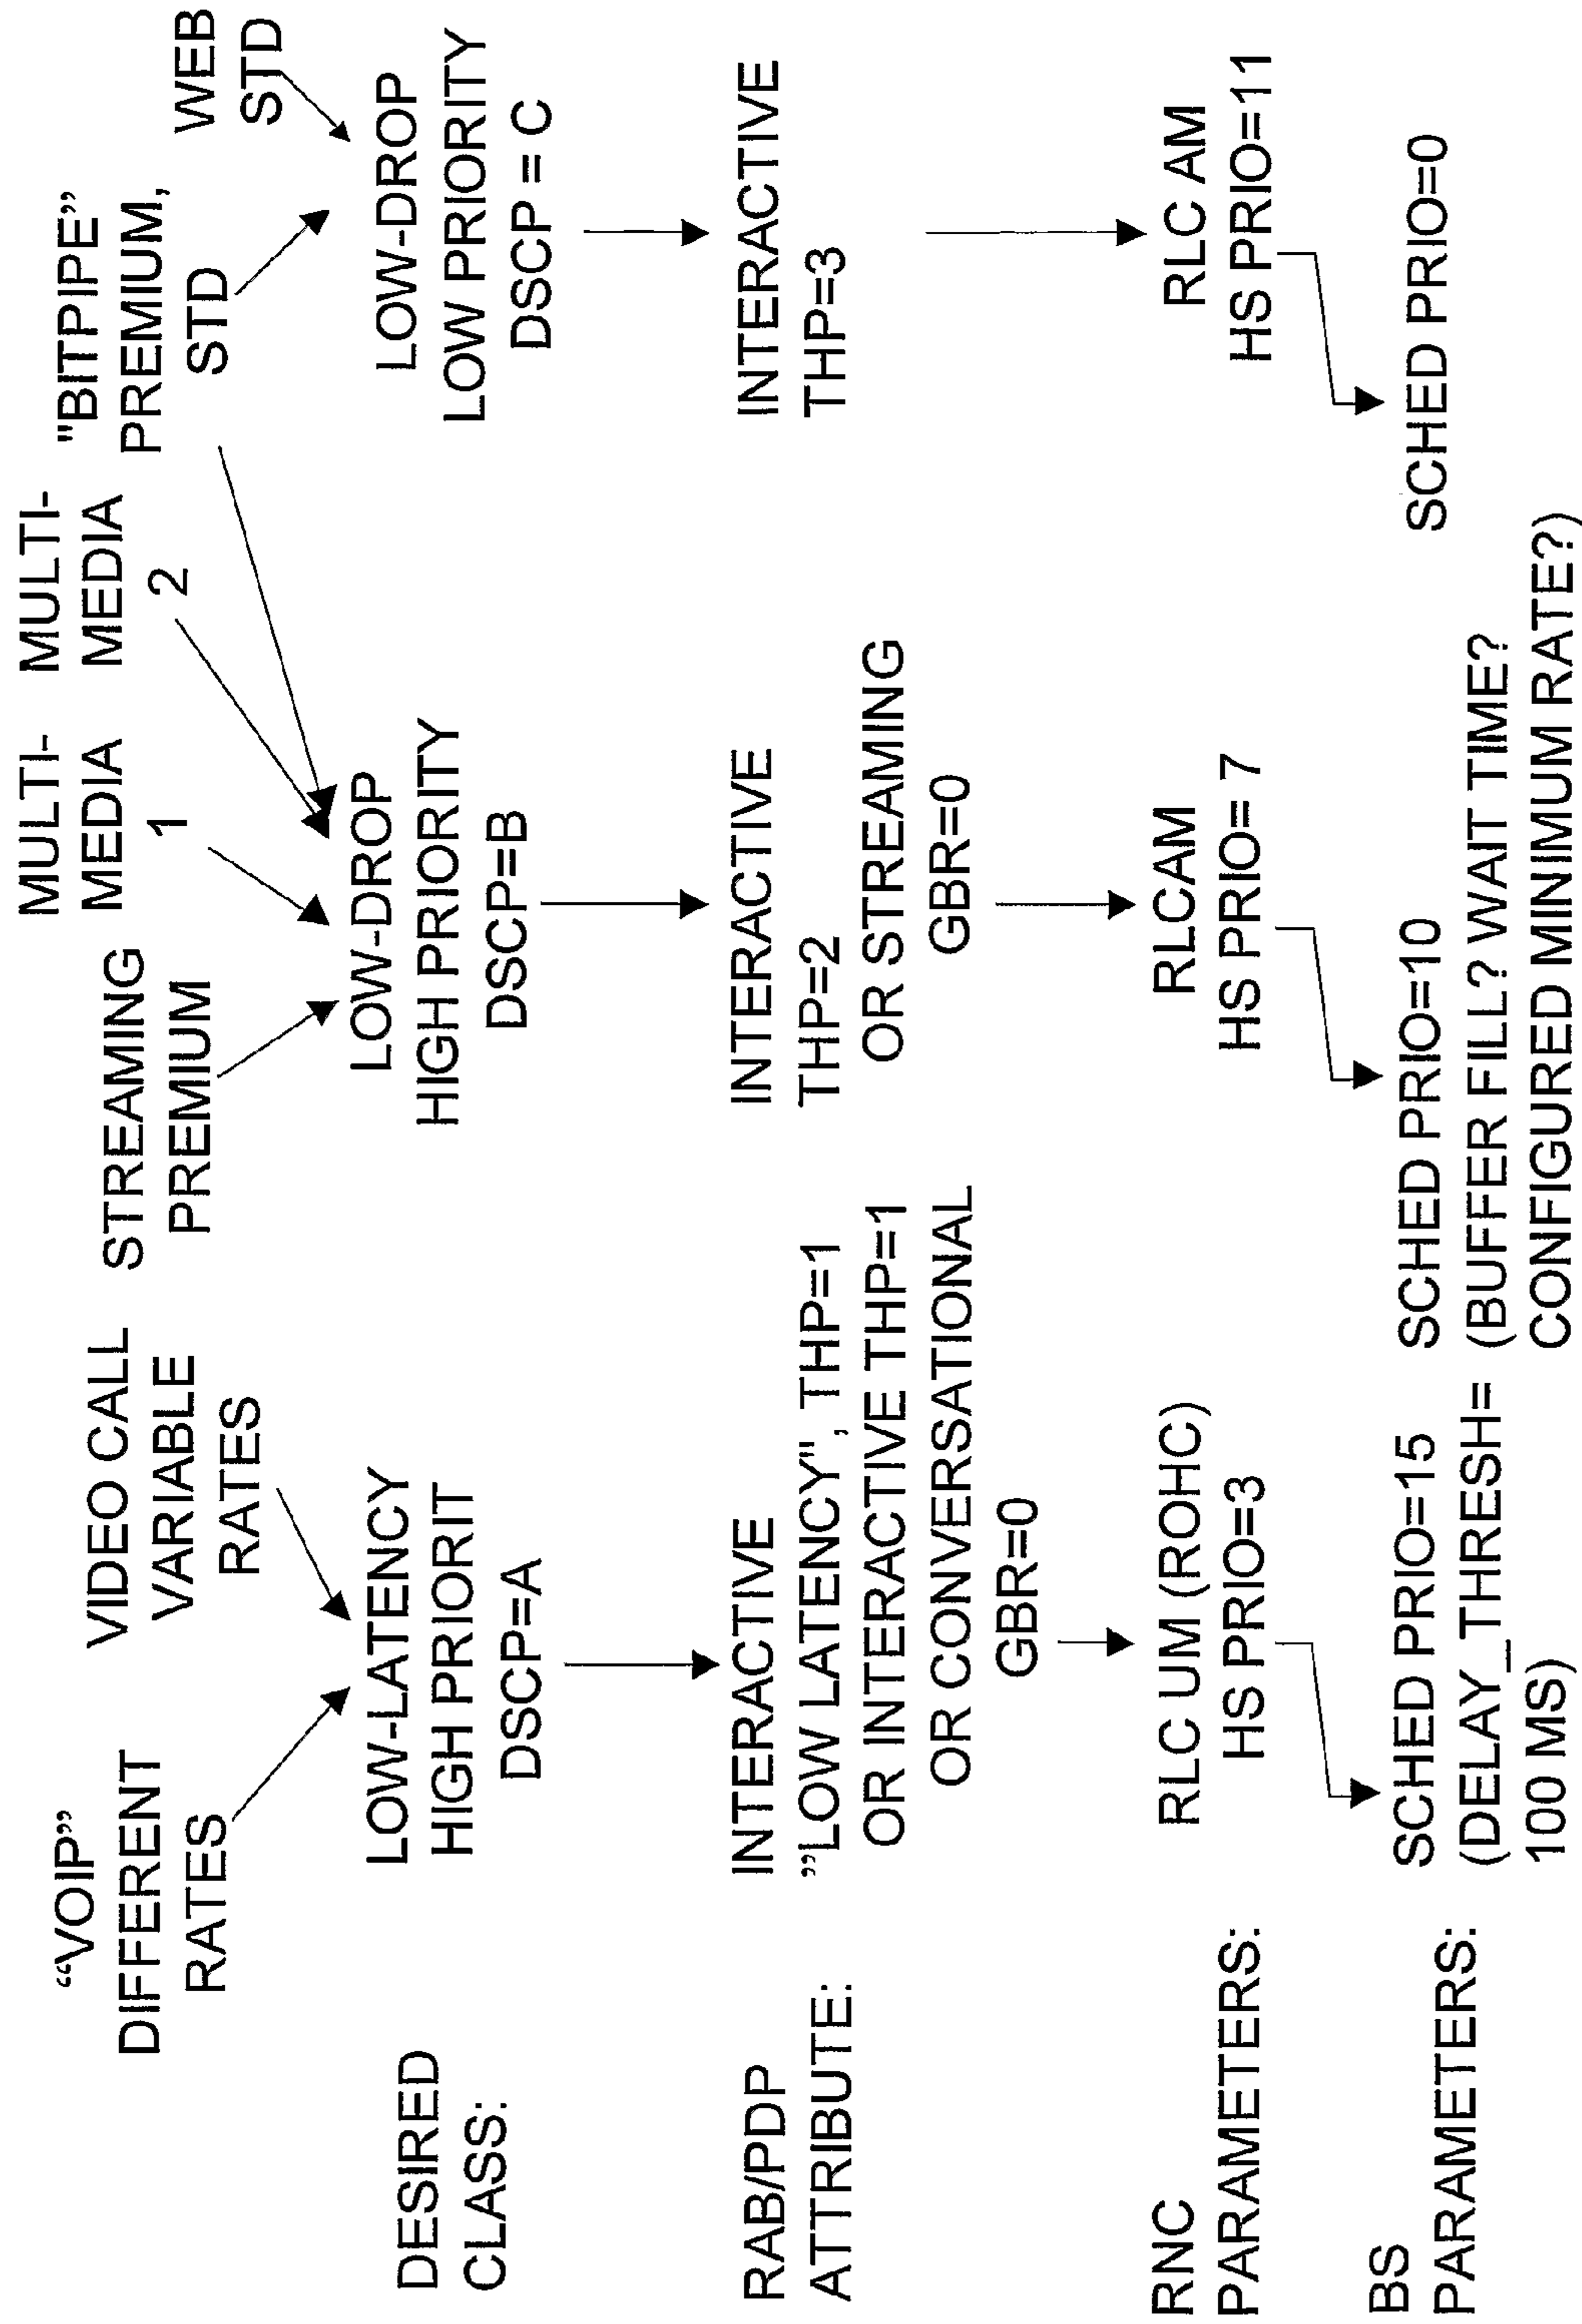 “VOIP”
DIFFERENT
RATES
VIDEO CALL
VARIABLE
RATES
STREAMING
PREMIUM
MULTI-
MEDIA
1
MULTI-
MEDIA
2
"BITPIPE”
PREMIUM,
STD
WEB
STD
DESIRED
CLASS:
LOW-LATENCY
HIGH PRIORIT
DSCP=A
LOW-DROP
HIGH PRIORITY
DSCP=B
LOW-DROP
LOW PRIORITY
DSCP = C
RAB/PDP
ATTRIBUTE:
INTERACTIVE
”LOW LATENCY", THP=1
OR INTERACTIVE THP=1
OR CONVERSATIONAL
GBR=0
INTERACTIVE
THP=2
OR STREAMING
GBR=0
INTERACTIVE
THP=3
RNC
PARAMETERS:
RLC UM (ROHC)
HS PRIO=3
RLCAM
HS PRIO= 7
RLC AM
HS PRIO=11
BS
PARAMETERS:
SCHED PRIO=15
(DELAY_THRESH=
100 MS)
SCHED PRIO=10
(BUFFER FILL? WAIT TIME?
CONFIGURED MINIMUM RATE?)
SCHED PRIO=0